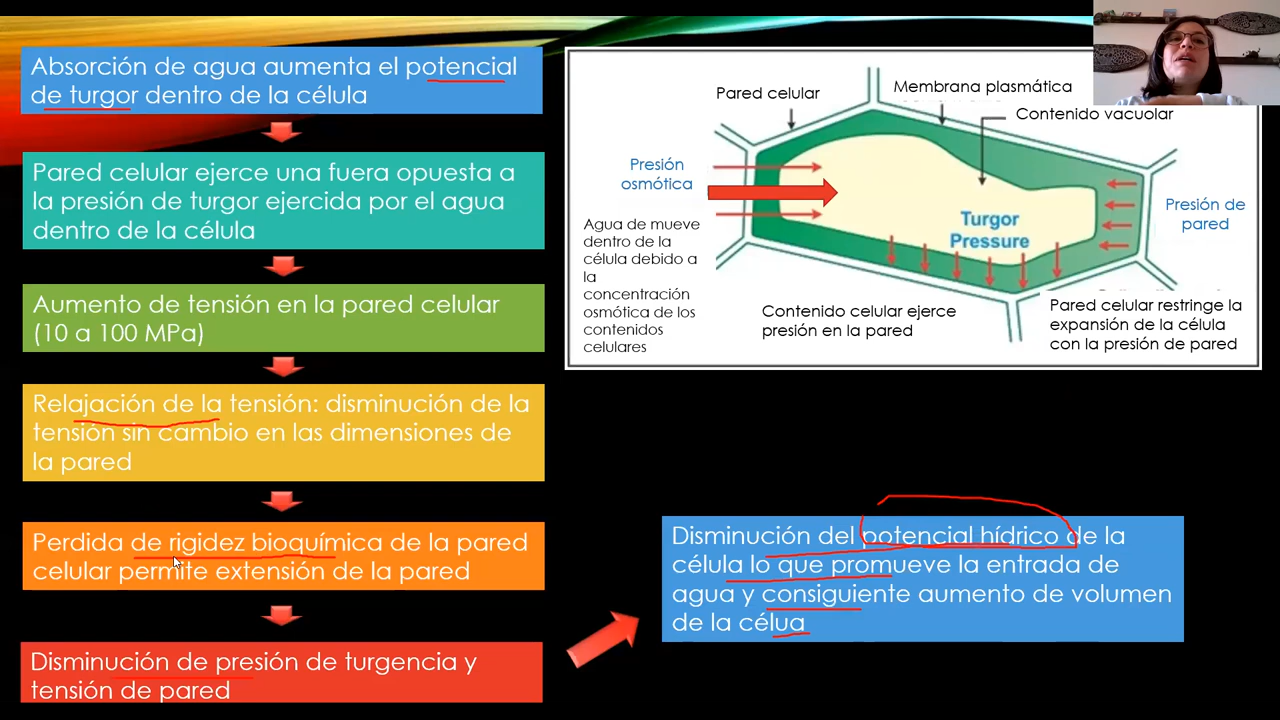 Absorción de agua aumenta el potencial
de turgor dentro de la célula
Pared celular ejerce una fuera opuesta a
la presión de turgor ejercida por el agua
dentro de la célula
Aumento de tensión en la pared celular
(10 a 100 MPa)
Relajación de la tensión: disminución de la
tensión sin cambio en las dimensiones de
la pared
Perdida de rigidez bioquímica de la pared
celular permite extensión de la pared
Disminución de presión de turgencia y
tensión de pared
Pared celular
Membrana plasmática
Contenido vacuolar
Presión
osmótica
Agua de mueve
dentro de la
célula debido a
la
concentración
osmótica de los
contenidos
celulares
Turgor
Pressure
Presión de
pared
Contenido celular ejerce
presión en la pared
Pared celular restringe la
expansión de la célula
con la presión de pared
Disminución del potencial hídrico de la
célula lo que promueve la entrada de
agua y consiguiente aumento de volumen
de la célua